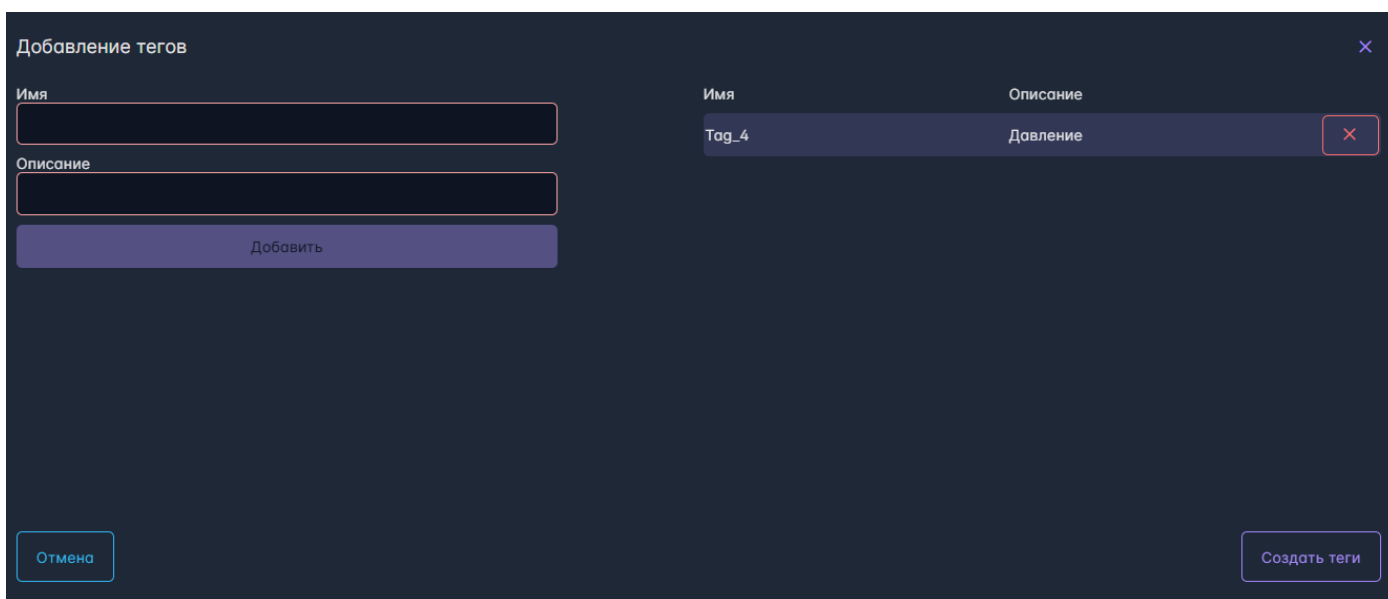 Добавление тегов
Имя
Описание
Добавить
Имя Описание
Tag_4 Давление
Отмена
Создать теги